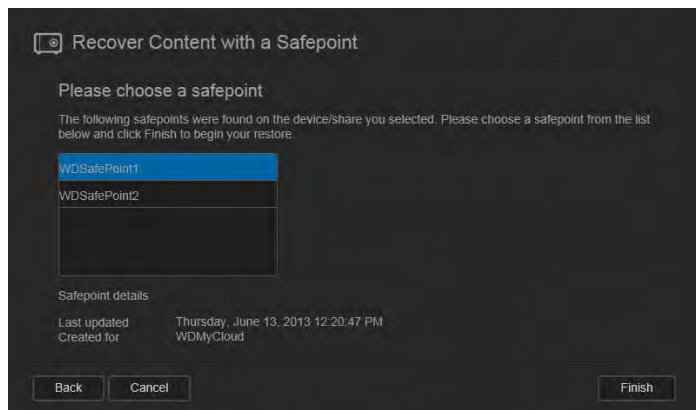 Recover Content with a Safepoint
Please choose a safepoint
The following safepoints were found on the device/share you selected. Please choose a safepoint from the list
below and click Finish to begin your restore.
WDSafePoint1
WDSafePoint2
Safepoint details
Last updated Thursday, June 13, 2013 12:20:47 PM
Created for WDMyCloud
Back Cancel Finish